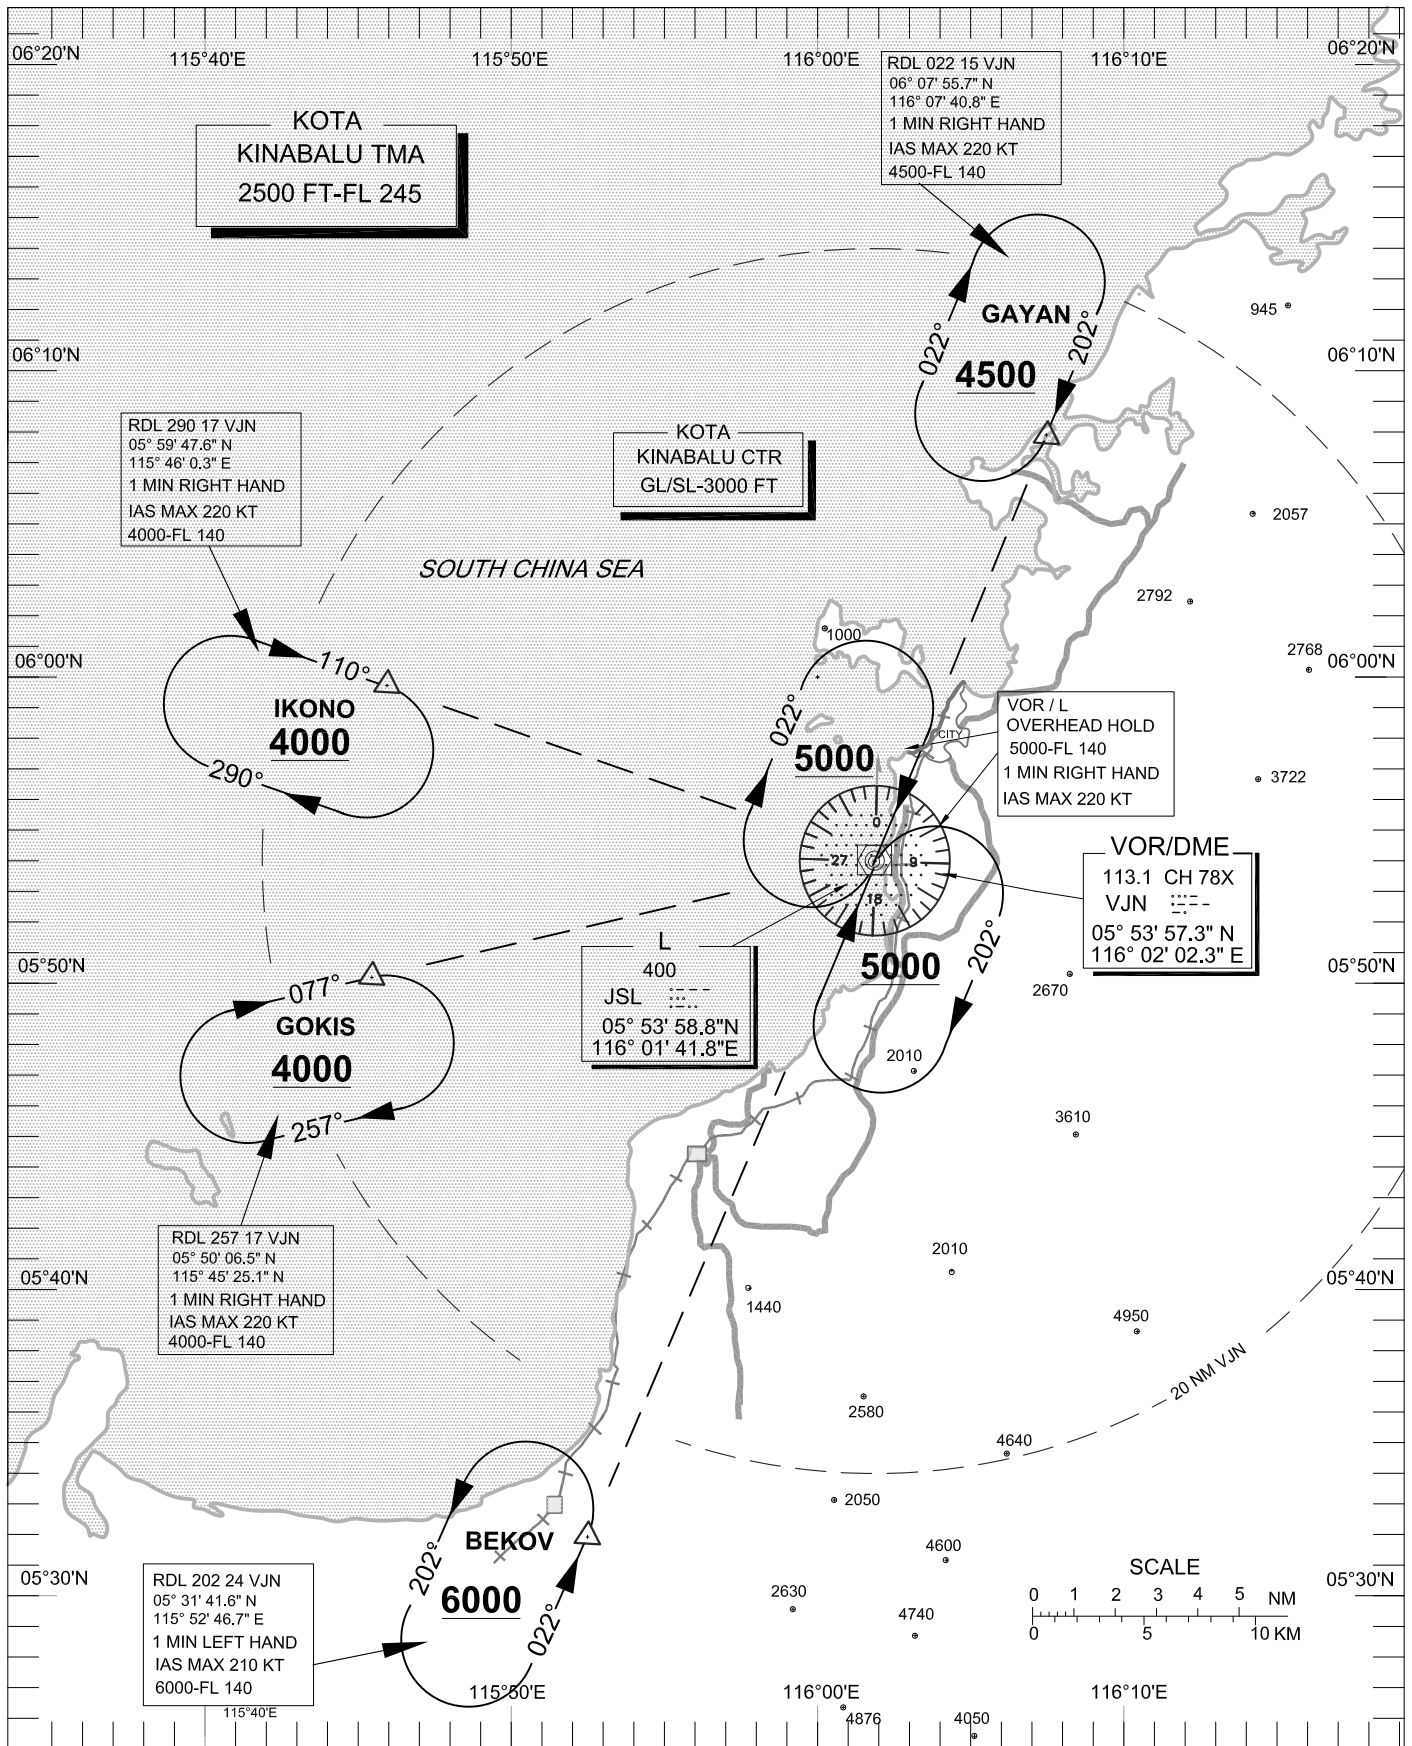 06°20'N
115°40'E
115°50'E
116°00'E
116°10'E
06°20'N
RDL 022 15 VJN
06° 07' 55.7" N
116° 07' 40.8" E
1 MIN RIGHT HAND
IAS MAX 220 KT
4500-FL 140
KOTA
KINABALU TMA
2500 FT-FL 245
GAYAN
4500
022°
202°
945
06°10'N
06°10'N
RDL 290 17 VJN
05° 59' 47.6" N
115° 46' 0.3" E
1 MIN RIGHT HAND
IAS MAX 220 KT
4000-FL 140
KOTA
KINABALU CTR
GL/SL-3000 FT
SOUTH CHINA SEA
2057
2792
1000
2768
06°00'N
06°00'N
110°
IKONO
4000
290°
022°
5000
CITY
VOR / L
OVERHEAD HOLD
5000-FL 140
1 MIN RIGHT HAND
IAS MAX 220 KT
3722
0
27
9
18
VOR/DME
113.1 CH 78X
VJN
05° 53' 57.3" N
116° 02' 02.3" E
L
400
JSL
05° 53' 58.8"N
116° 01' 41.8"E
5000
202°
2670
05°50'N
05°50'N
077°
GOKIS
4000
257°
2010
3610
RDL 257 17 VJN
05° 50' 06.5" N
115° 45' 25.1" N
1 MIN RIGHT HAND
IAS MAX 220 KT
4000-FL 140
2010
05°40'N
05°40'N
1440
4950
20 NM VJN
2580
4640
2050
BEKOV
6000
202°
022°
4600
05°30'N
05°30'N
RDL 202 24 VJN
05° 31' 41.6" N
115° 52' 46.7" E
1 MIN LEFT HAND
IAS MAX 210 KT
6000-FL 140
2630
4740
SCALE
0 1 2 3 4 5 NM
0 5 10 KM
115°40'E
115°50'E
116°00'E
116°10'E
4876
4050